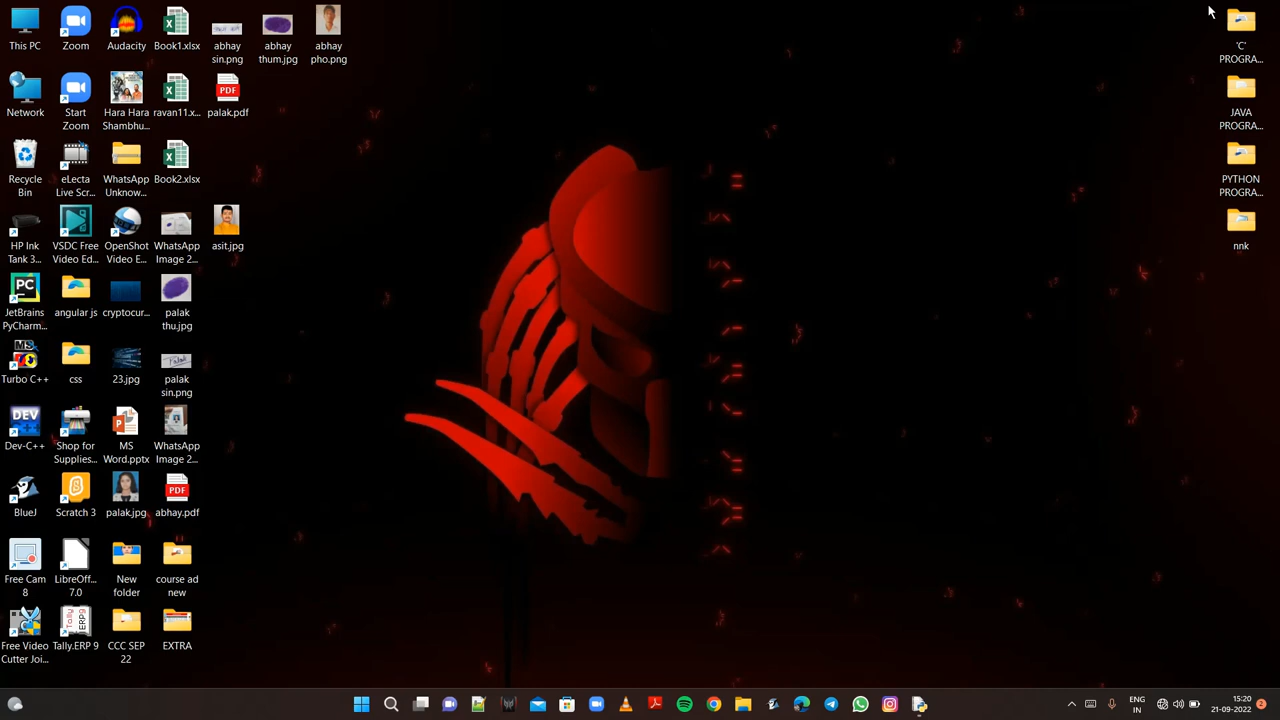 This PC
Zoom
Audacity
Book1.xlsx
abhay
sin.png
abhay
thum.jpg
abhay
pho.png
'C'
PROGRA...
Network
Start
Zoom
Hara Hara
Shambhu...
ravan11.x...
palak.pdf
JAVA
PROGRA...
Recycle
Bin
eLecta
Live Scr...
WhatsApp
Unknow...
Book2.xlsx
PYTHON
PROGRA...
HP Ink
Tank 3...
VSDC Free
Video Ed...
OpenShot
Video E...
WhatsApp
Image 2...
asit.jpg
nnk
JetBrains
PyCharm...
angular js
cryptocur...
palak
thu.jpg
Turbo C++
css
23.jpg
palak
sin.png
Dev-C++
Shop for
Supplies...
MS
Word.pptx
WhatsApp
Image 2...
BlueJ
Scratch 3
palak.jpg
abhay.pdf
Free Cam
8
LibreOff...
7.0
New
folder
course ad
new
Free Video
Cutter Joi...
Tally.ERP 9
CCC SEP
22
EXTRA
PDF
PDF
PC
MS
DEV
ENG
IN
15:20
21-09-2022
2